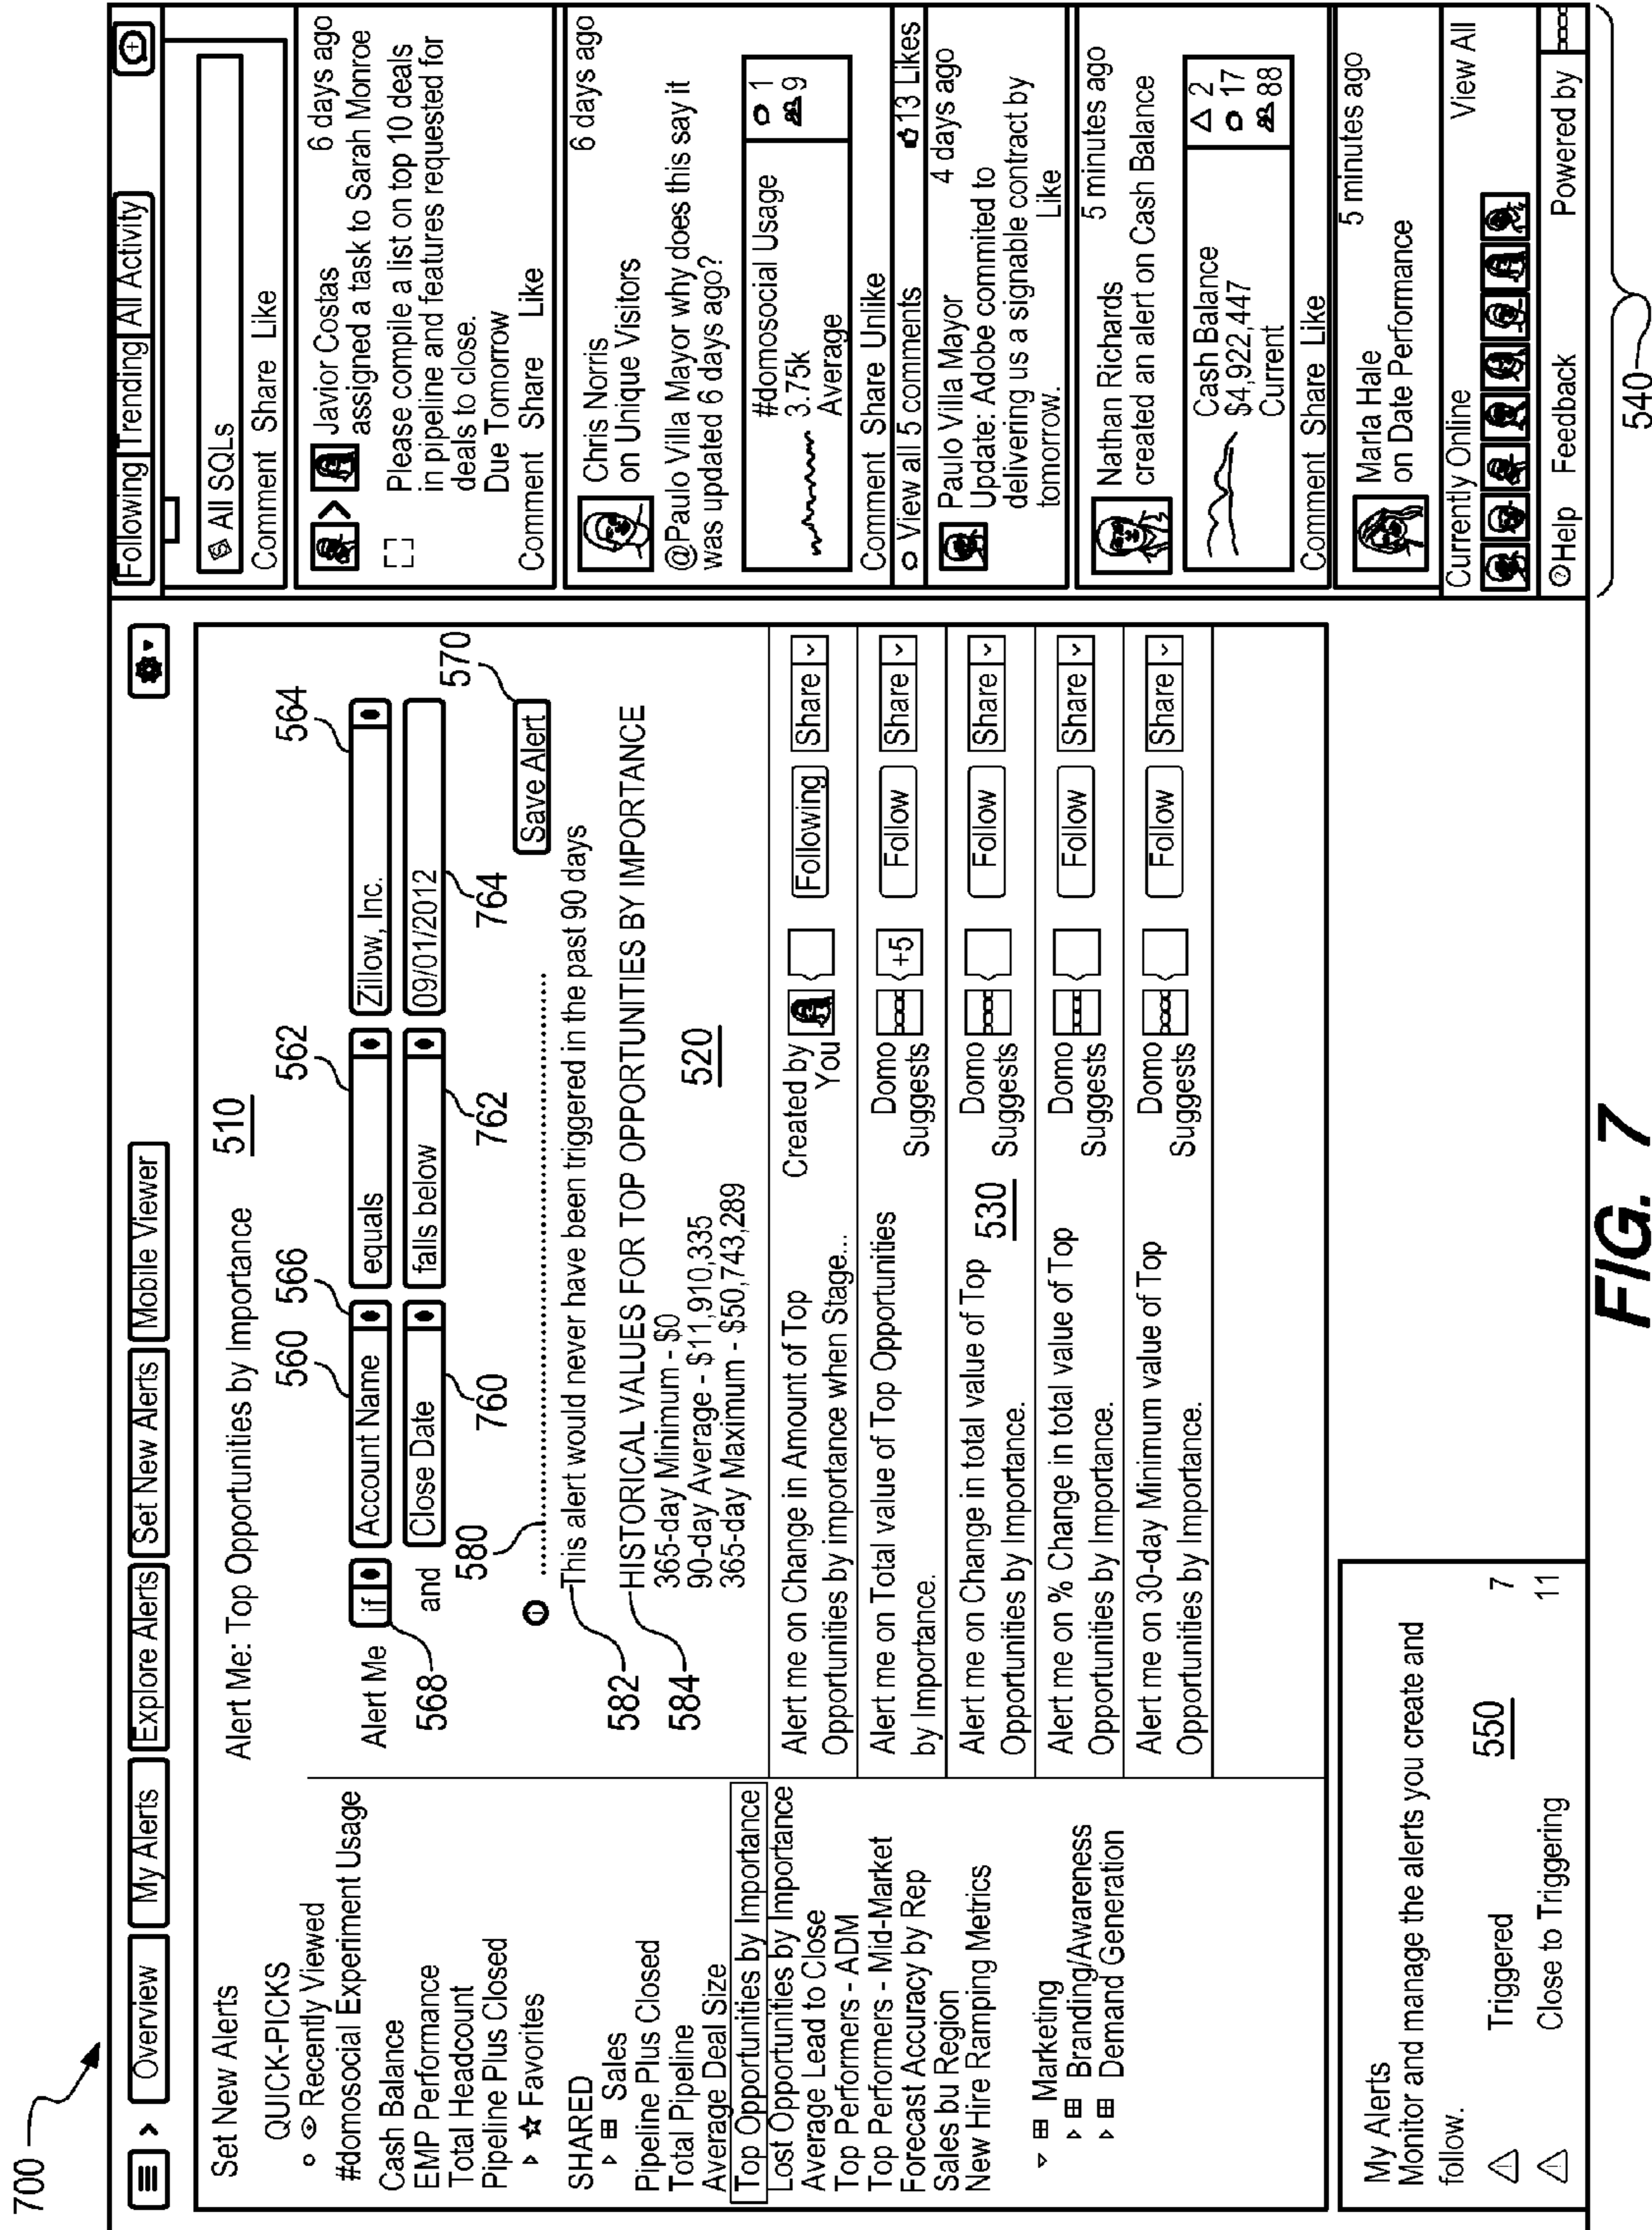 700
Overview
My Alerts
Explore Alerts
Set New Alerts
Mobile Viewer
Set New Alerts
QUICK-PICKS
Recently Viewed
#domosocial Experiment Usage
Cash Balance
EMP Performance
Total Headcount
Pipeline Plus Closed
Favorites
SHARED
Sales
Pipeline Plus Closed
Total Pipeline
Average Deal Size
Top Opportunities by Importance
Lost Opportunities by Importance
Average Lead to Close
Top Performers - ADM
Top Performers - Mid-Market
Forecast Accuracy by Rep
Sales bu Region
New Hire Ramping Metrics
Marketing
Branding/Awareness
Demand Generation
Alert Me: Top Opportunities by Importance
510
560
566
562
564
Alert Me if Account Name equals Zillow, Inc.
568
and Close Date falls below 09/01/2012
580
760
762
764
570
Save Alert
582
This alert would never have been triggered in the past 90 days
584
HISTORICAL VALUES FOR TOP OPPORTUNITIES BY IMPORTANCE
365-day Minimum - $0
90-day Average - $11,910,335
365-day Maximum - $50,743,289
520
Alert me on Change in Amount of Top
Opportunities by importance when Stage...
Created by
You
Following
Share
Alert me on Total value of Top Opportunities
by Importance.
Domo
Suggests
+5
Follow
Share
Alert me on Change in total value of Top
Opportunities by Importance.
530
Domo
Suggests
Follow
Share
Alert me on % Change in total value of Top
Opportunities by Importance.
Domo
Suggests
Follow
Share
Alert me on 30-day Minimum value of Top
Opportunities by Importance.
Domo
Suggests
Follow
Share
My Alerts
Monitor and manage the alerts you create and
follow.
Triggered 7
550
Close to Triggering 11
Following
Trending
All Activity
All SQLs
Comment Share Like
Javior Costas 6 days ago
assigned a task to Sarah Monroe
Please compile a list on top 10 deals
in pipeline and features requested for
deals to close.
Due Tomorrow
Comment Share Like
Chris Norris 6 days ago
on Unique Visitors
@Paulo Villa Mayor why does this say it
was updated 6 days ago?
#domosocial Usage
3.75k
Average
1
9
Comment Share Unlike
View all 5 comments 13 Likes
Paulo Villa Mayor 4 days ago
Update: Adobe commited to
delivering us a signable contract by
tomorrow. Like
Nathan Richards 5 minutes ago
created an alert on Cash Balance
Cash Balance
$4,922,447
Current
2
17
88
Comment Share Like
Marla Hale 5 minutes ago
on Date Performance
Currently Online View All
Help Feedback Powered by
540
FIG. 7